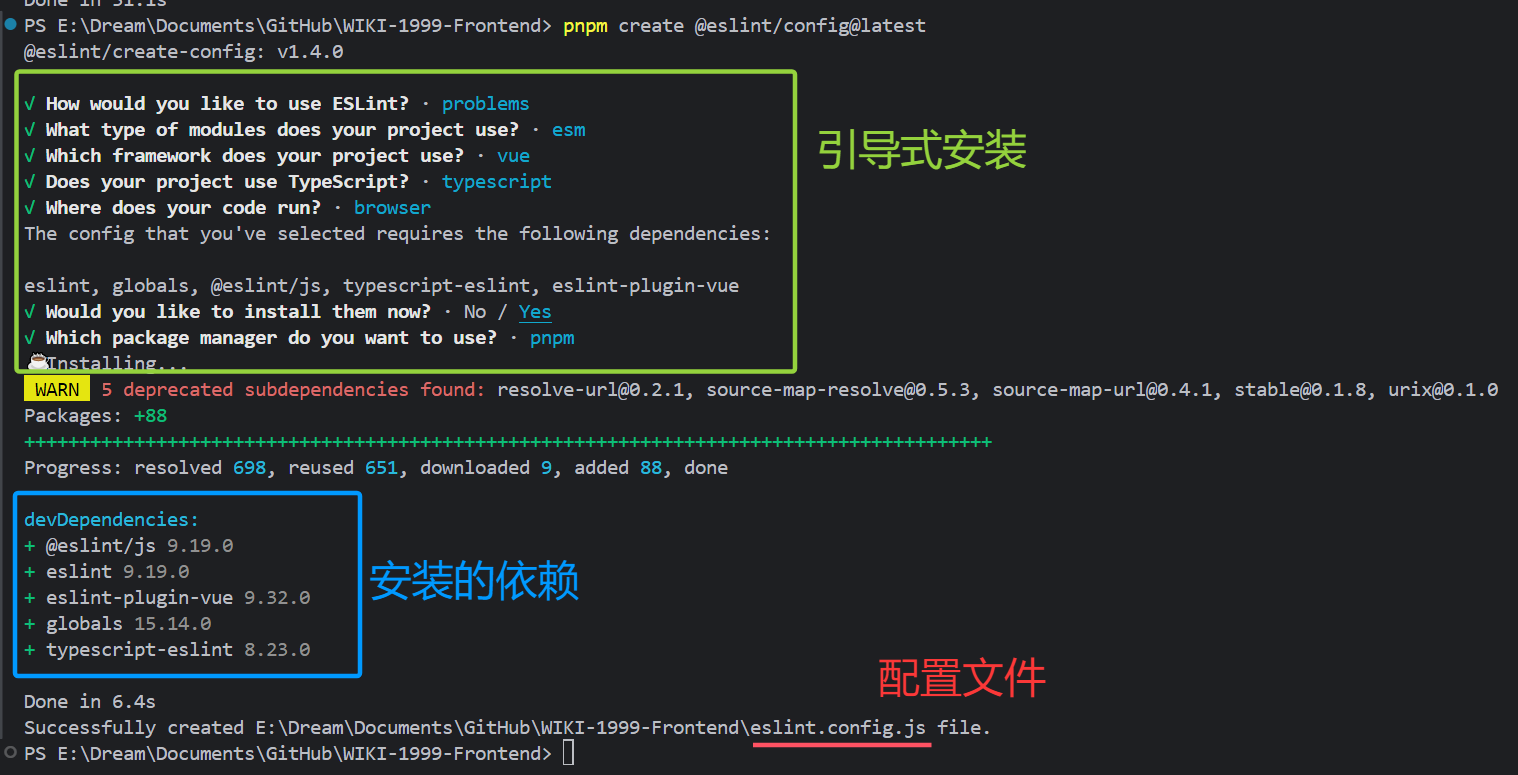 Done in 31.1s
PS E:\Dream\Documents\GitHub\WIKI-1999-Frontend> pnpm create @eslint/config@latest
@eslint/create-config: v1.4.0
√ How would you like to use ESLint? · problems
√ What type of modules does your project use? · esm
√ Which framework does your project use? · vue
√ Does your project use TypeScript? · typescript
√ Where does your code run? · browser
The config that you've selected requires the following dependencies:
引导式安装
eslint, globals, @eslint/js, typescript-eslint, eslint-plugin-vue
√ Would you like to install them now? · No / Yes
√ Which package manager do you want to use? · pnpm
☕Installing...
WARN 5 deprecated subdependencies found: resolve-url@0.2.1, source-map-resolve@0.5.3, source-map-url@0.4.1, stable@0.1.8, urix@0.1.0
Packages: +88
++++++++++++++++++++++++++++++++++++++++++++++++++++++++++++++++++++++++++++++++++++++++
Progress: resolved 698, reused 651, downloaded 9, added 88, done
devDependencies:
+ @eslint/js 9.19.0
+ eslint 9.19.0
+ eslint-plugin-vue 9.32.0
+ globals 15.14.0
+ typescript-eslint 8.23.0
安装的依赖
配置文件
Done in 6.4s
Successfully created E:\Dream\Documents\GitHub\WIKI-1999-Frontend\eslint.config.js file.
PS E:\Dream\Documents\GitHub\WIKI-1999-Frontend>